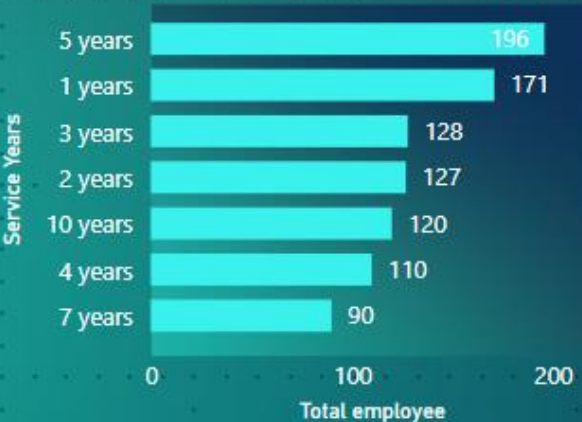 Service Years
5 years 196
1 years 171
3 years 128
2 years 127
10 years 120
4 years 110
7 years 90
0 100 200
Total employee